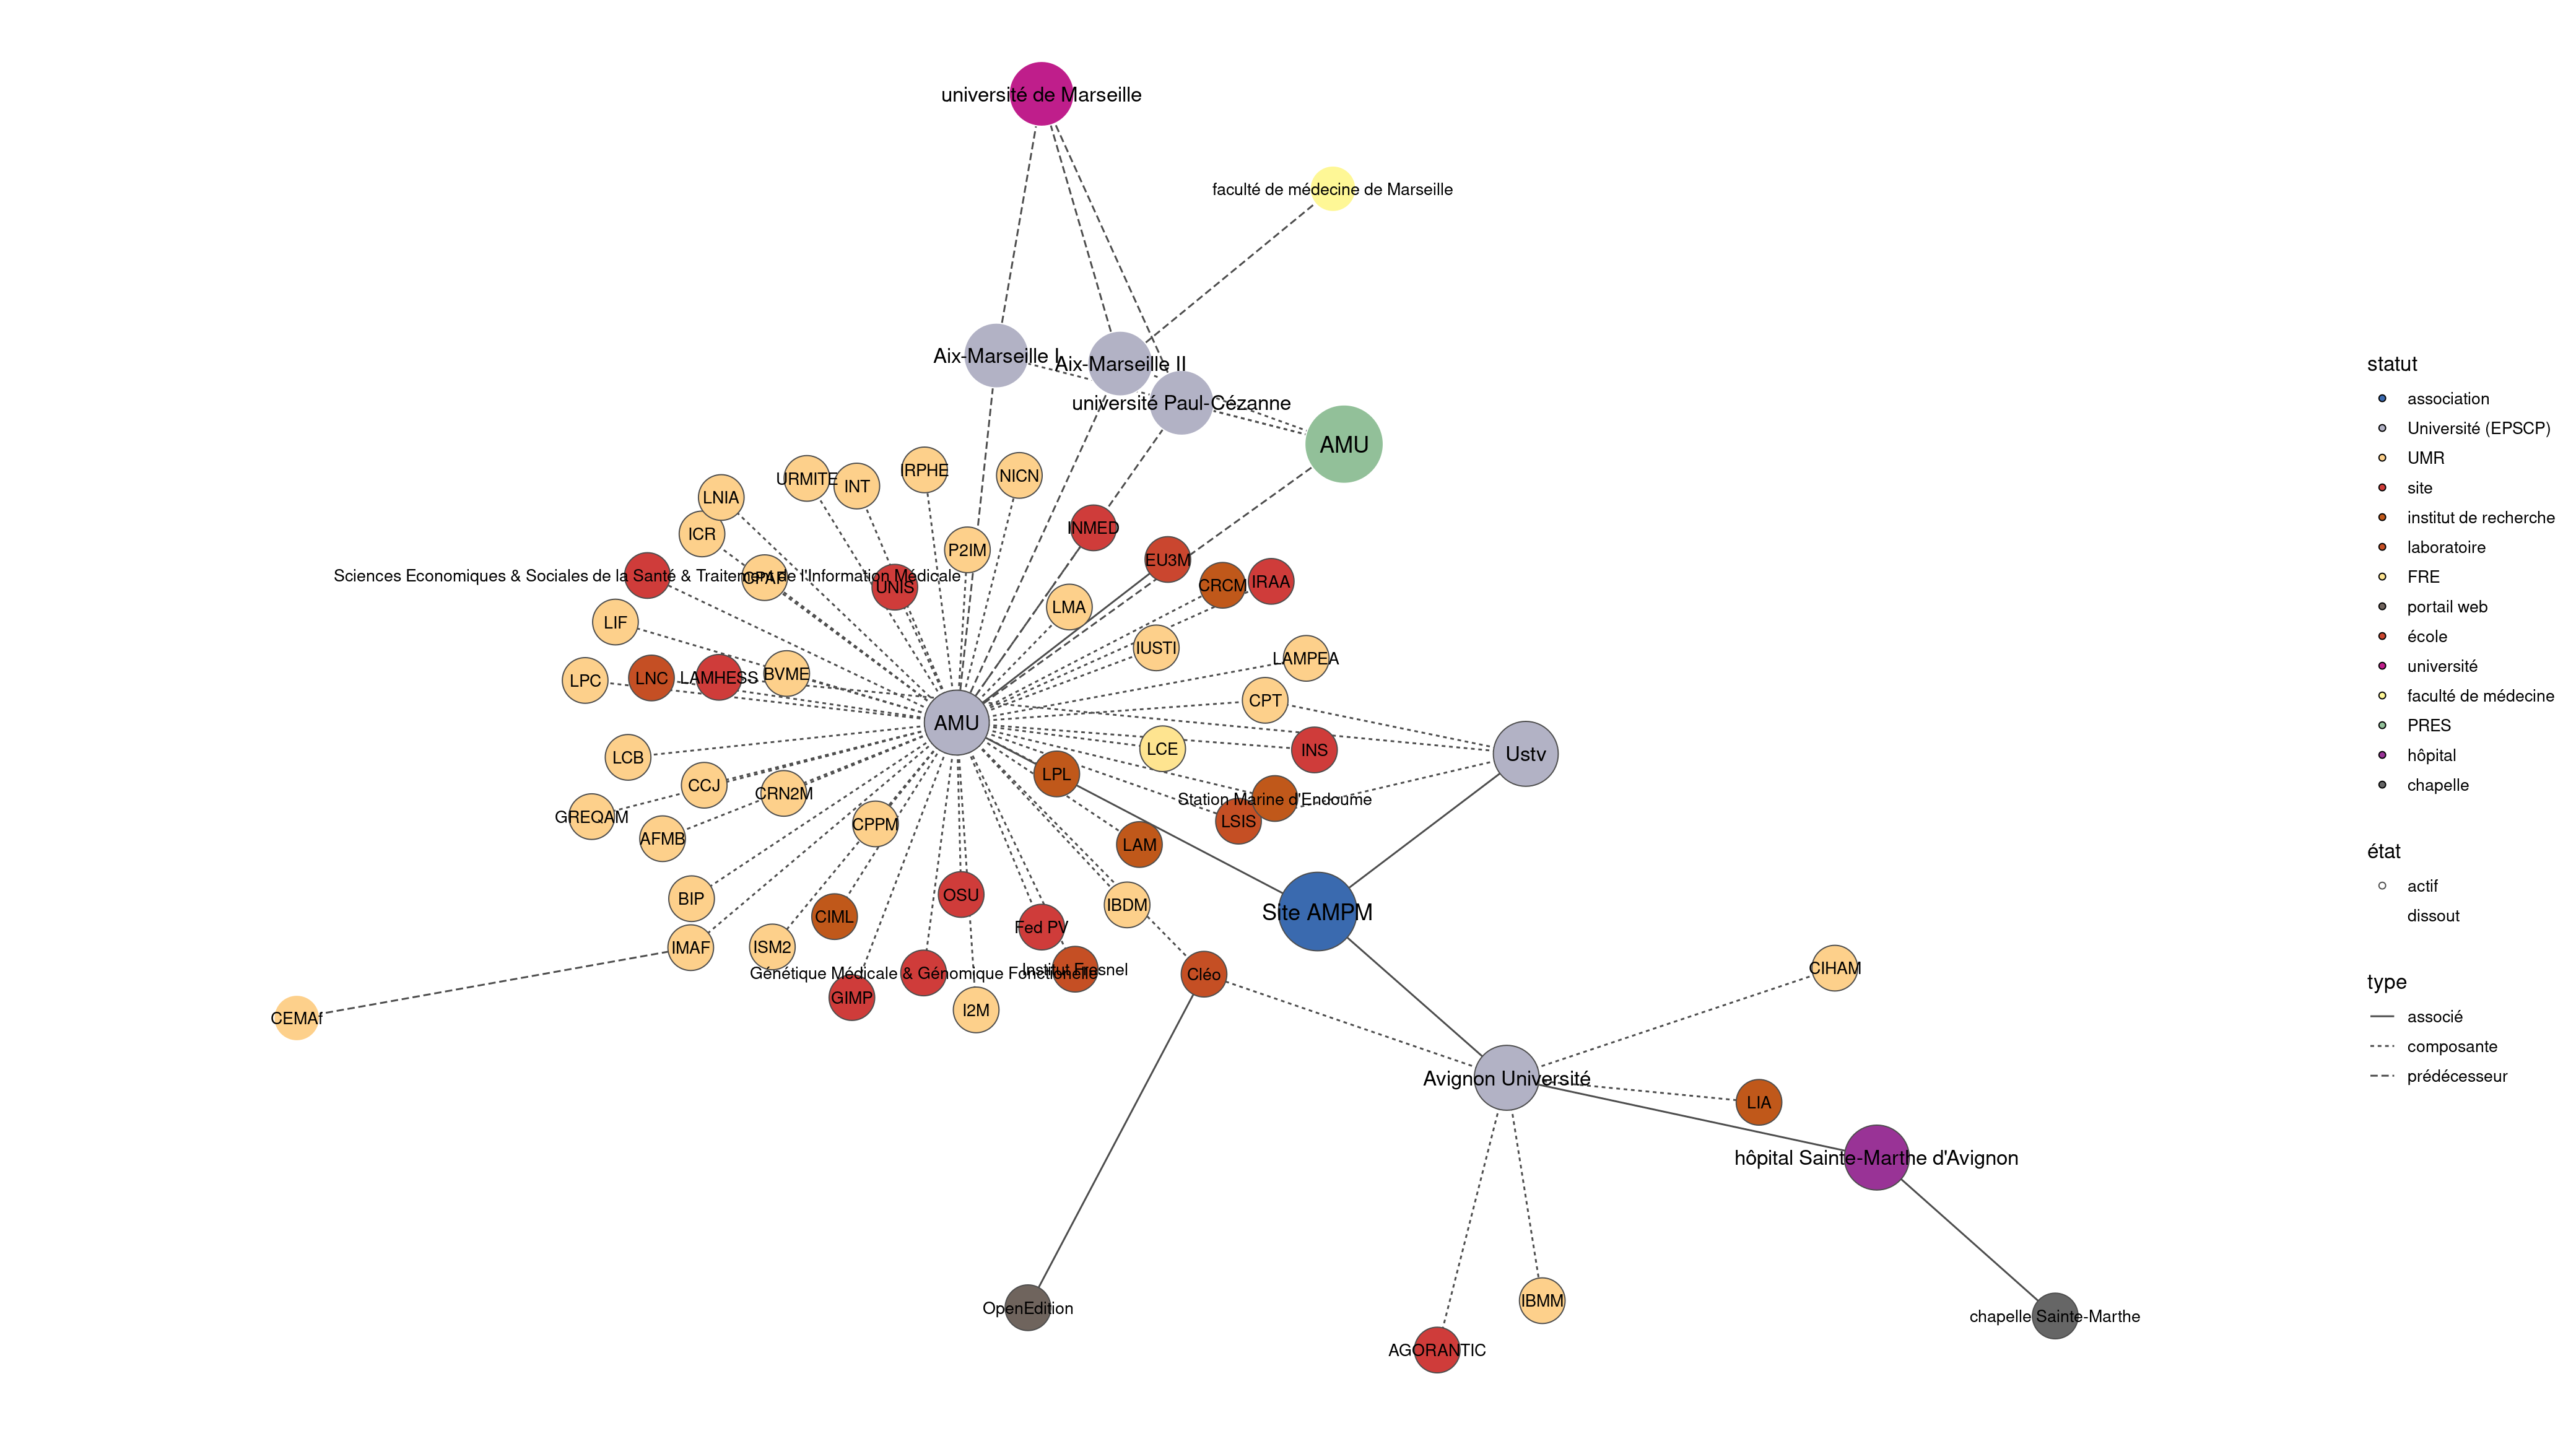 université de Marseille
faculté de médecine de Marseille
Aix-Marseille I
Aix-Marseille II
université Paul-Cézanne
AMU
IRPHE
NICN
URMITE
INT
LNIA
ICR
INMED
P2IM
EU3M
Sciences Economiques & Sociales de la Santé & Traitement de l'Information Médicale
CPAF
UNIS
CRCM
IRAA
LMA
LIF
IUSTI
LAMPEA
LPC
LNC
LAMHESS
BVME
CPT
AMU
LCE
INS
Ustv
LCB
LPL
CCJ
CRN2M
Station Marine d'Endoume
GREQAM
LSIS
CPPM
AFMB
LAM
BIP
OSU
IBDM
CIML
Site AMPM
Fed PV
IMAF
ISM2
Génétique Médicale & Génomique Fonctionelle
Institut Fresnel
Cléo
CIHAM
GIMP
I2M
CEMAf
Avignon Université
LIA
hôpital Sainte-Marthe d'Avignon
OpenEdition
IBMM
chapelle Sainte-Marthe
AGORANTIC
statut
association
Université (EPSCP)
UMR
site
institut de recherche
laboratoire
FRE
portail web
école
université
faculté de médecine
PRES
hôpital
chapelle
état
actif
dissout
type
associé
composante
prédécesseur